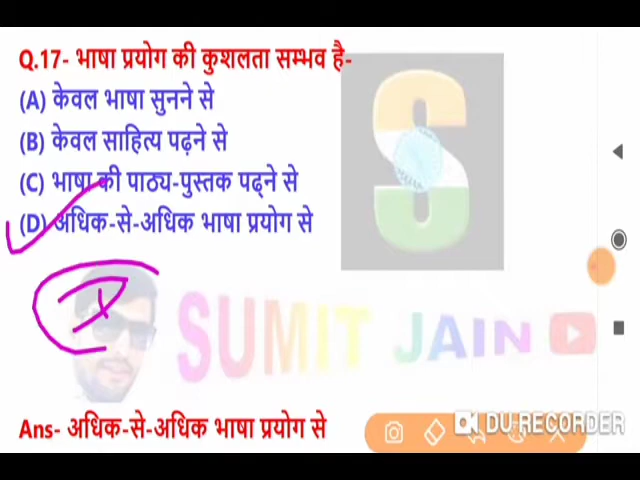 Q.17- भाषा प्रयोग की कुशलता सम्भव है-
(A) केवल भाषा सुनने से
(B) केवल साहित्य पढ़ने से
(C) भाषा की पाठ्य-पुस्तक पढ़ने से
(D) अधिक-से-अधिक भाषा प्रयोग से
S
SUMIT JAIN
Ans- अधिक-से-अधिक भाषा प्रयोग से
DU RECORDER